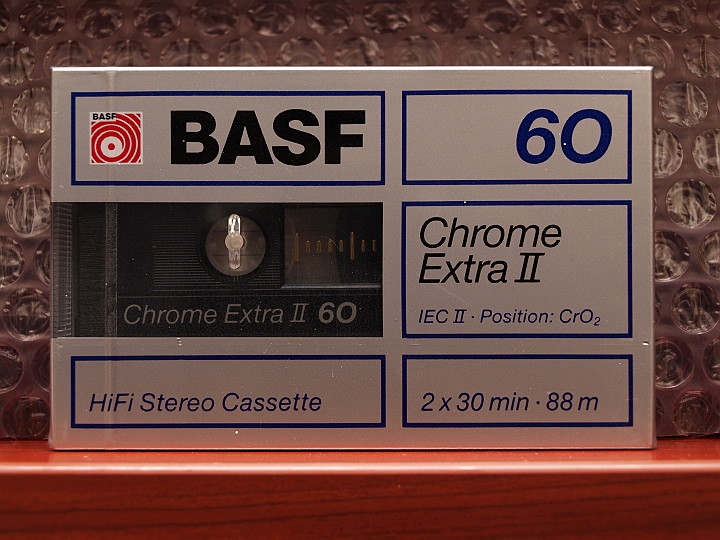 BASF
BASF
60
Chrome
Extra II
IEC II · Position: CrO₂
Chrome Extra II 60
HiFi Stereo Cassette
2 x 30 min · 88 m